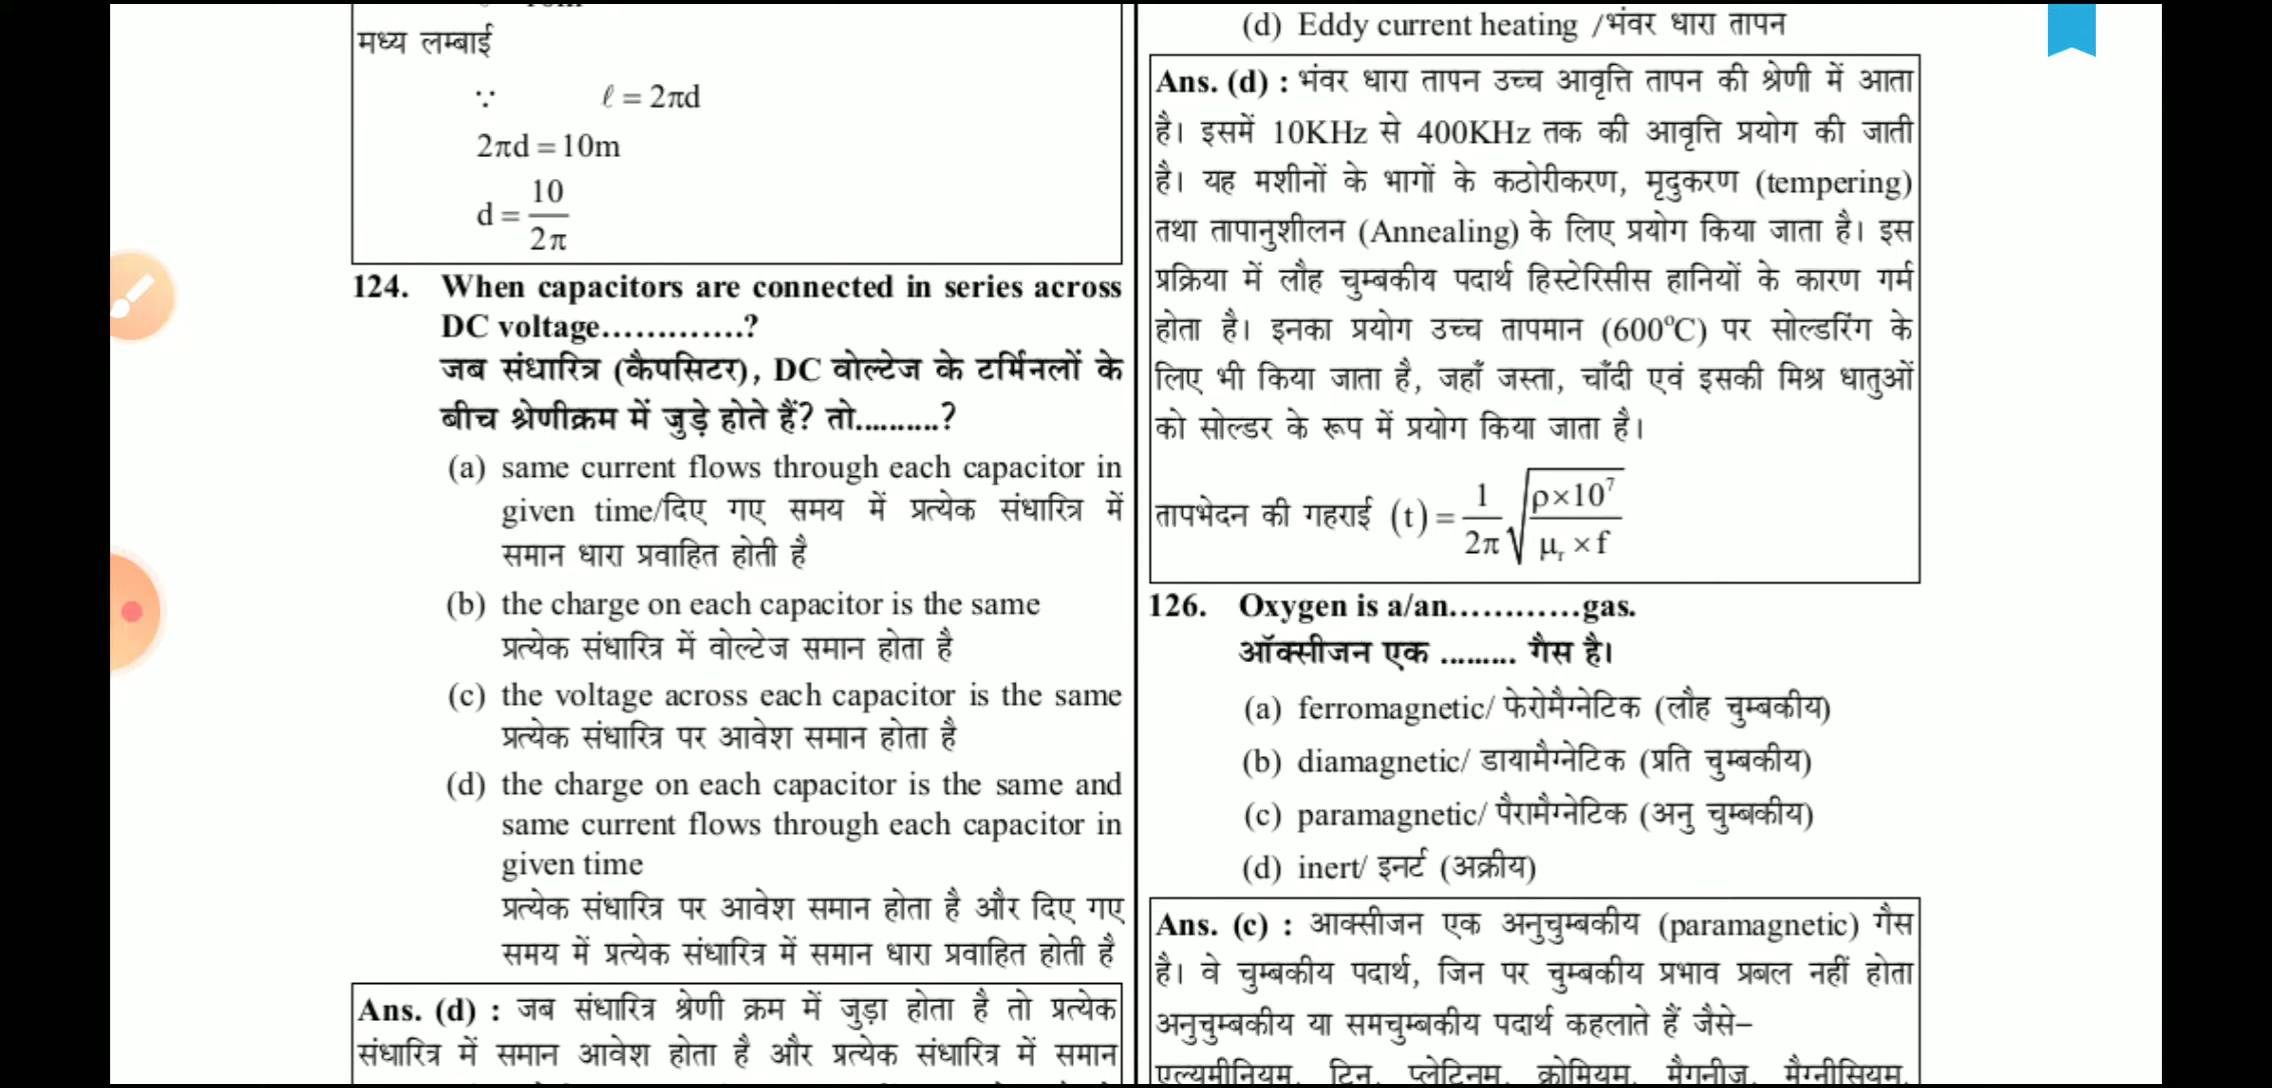 मध्य लम्बाई
∵ ℓ = 2πd
2πd = 10m
d = 10/2π
124. When capacitors are connected in series across
DC voltage.............?
जब संधारित्र (कैपसिटर), DC वोल्टेज के टर्मिनलों के
बीच श्रेणीक्रम में जुड़े होते हैं? तो..........?
(a) same current flows through each capacitor in
given time/दिए गए समय में प्रत्येक संधारित्र में
समान धारा प्रवाहित होती है
(b) the charge on each capacitor is the same
प्रत्येक संधारित्र में वोल्टेज समान होता है
(c) the voltage across each capacitor is the same
प्रत्येक संधारित्र पर आवेश समान होता है
(d) the charge on each capacitor is the same and
same current flows through each capacitor in
given time
प्रत्येक संधारित्र पर आवेश समान होता है और दिए गए
समय में प्रत्येक संधारित्र में समान धारा प्रवाहित होती है
Ans. (d) : जब संधारित्र श्रेणी क्रम में जुड़ा होता है तो प्रत्येक
संधारित्र में समान आवेश होता है और प्रत्येक संधारित्र में समान
(d) Eddy current heating /भंवर धारा तापन
Ans. (d) : भंवर धारा तापन उच्च आवृत्ति तापन की श्रेणी में आता
है। इसमें 10KHz से 400KHz तक की आवृत्ति प्रयोग की जाती
है। यह मशीनों के भागों के कठोरीकरण, मृदुकरण (tempering)
तथा तापानुशीलन (Annealing) के लिए प्रयोग किया जाता है। इस
प्रक्रिया में लौह चुम्बकीय पदार्थ हिस्टेरिसीस हानियों के कारण गर्म
होता है। इनका प्रयोग उच्च तापमान (600°C) पर सोल्डरिंग के
लिए भी किया जाता है, जहाँ जस्ता, चाँदी एवं इसकी मिश्र धातुओं
को सोल्डर के रूप में प्रयोग किया जाता है।
तापभेदन की गहराई (t) = 1/2π √(ρ×10⁷/μᵣ×f)
126. Oxygen is a/an............gas.
ऑक्सीजन एक ......... गैस है।
(a) ferromagnetic/ फेरोमैग्नेटिक (लौह चुम्बकीय)
(b) diamagnetic/ डायामैग्नेटिक (प्रति चुम्बकीय)
(c) paramagnetic/ पैरामैग्नेटिक (अनु चुम्बकीय)
(d) inert/ इनर्ट (अक्रीय)
Ans. (c) : आक्सीजन एक अनुचुम्बकीय (paramagnetic) गैस
है। वे चुम्बकीय पदार्थ, जिन पर चुम्बकीय प्रभाव प्रबल नहीं होता
अनुचुम्बकीय या समचुम्बकीय पदार्थ कहलाते हैं जैसे–
एल्यूमीनियम, टिन, प्लेटिनम, क्रोमियम, मैगनीज, मैग्नीसियम,